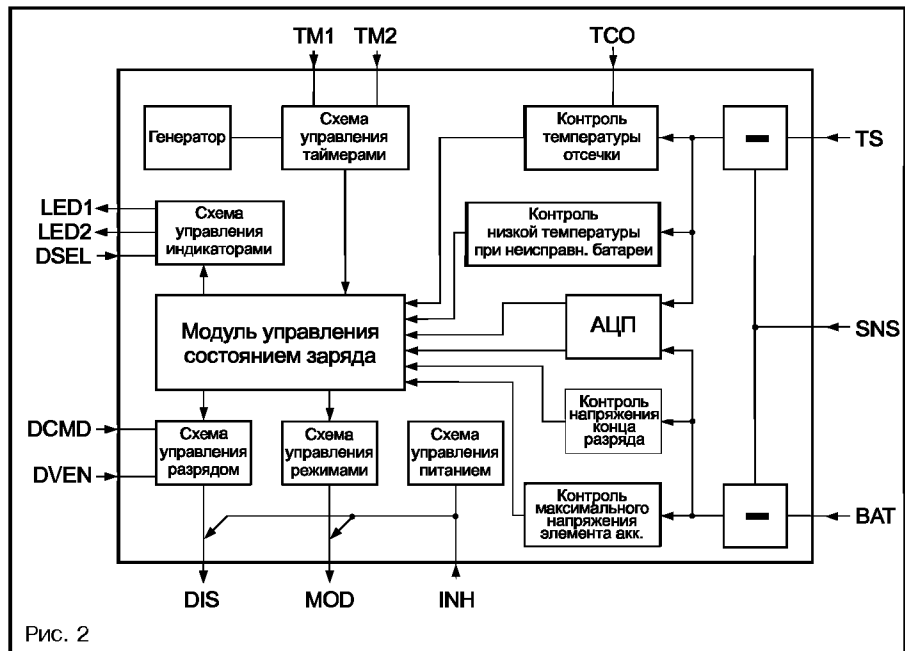 TM1
TM2
TCO
Генератор
Схема
управления
таймерами
Контроль
температуры
отсечки
TS
LED1
LED2
DSEL
Схема
управления
индикаторами
Контроль
низкой температуры
при неисправн. батареи
Модуль управления
состоянием заряда
АЦП
SNS
Контроль
напряжения
конца
разряда
DCMD
DVEN
Схема
управления
разрядом
Схема
управления
режимами
Схема
управления
питанием
Контроль
максимального
напряжения
элемента акк.
BAT
DIS
MOD
INH
Рис. 2